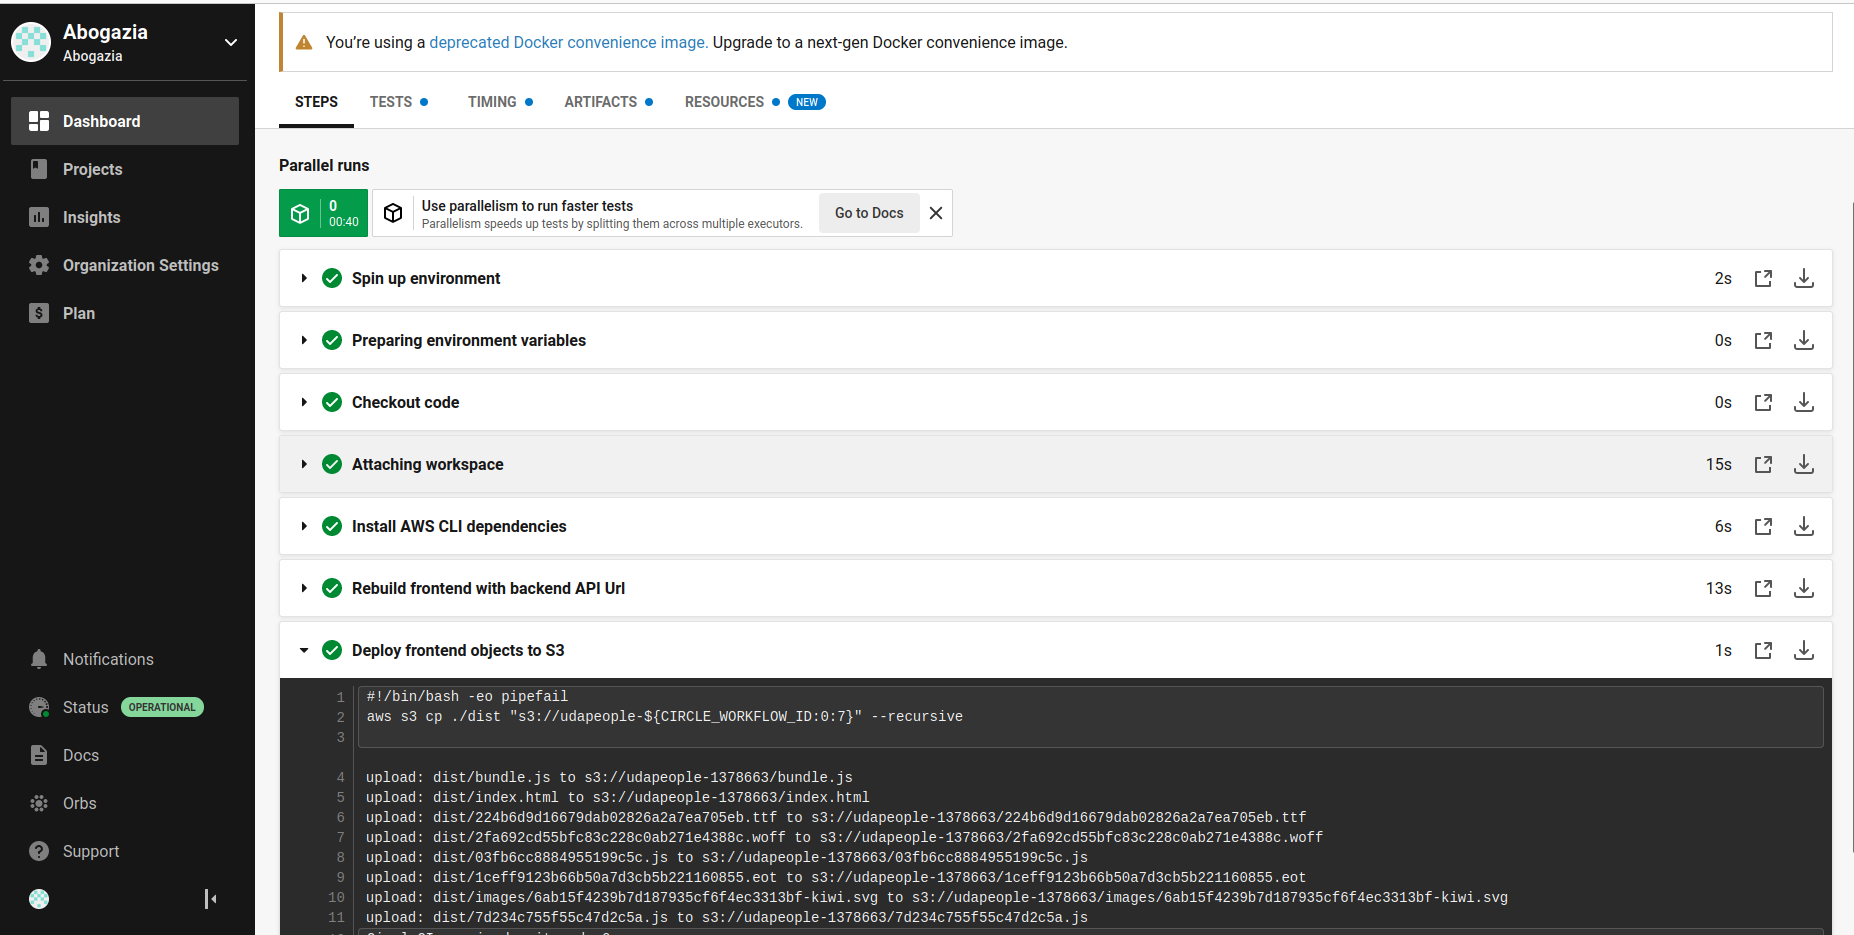 Abogazia
Abogazia
Dashboard
Projects
Insights
Organization Settings
Plan
Notifications
Status OPERATIONAL
Docs
Orbs
Support
You're using a deprecated Docker convenience image. Upgrade to a next-gen Docker convenience image.
STEPS TESTS TIMING ARTIFACTS RESOURCES NEW
Parallel runs
0
00:40
Use parallelism to run faster tests
Parallelism speeds up tests by splitting them across multiple executors.
Go to Docs
Spin up environment 2s
Preparing environment variables 0s
Checkout code 0s
Attaching workspace 15s
Install AWS CLI dependencies 6s
Rebuild frontend with backend API Url 13s
Deploy frontend objects to S3 1s
1 #!/bin/bash -eo pipefail
2 aws s3 cp ./dist "s3://udapeople-${CIRCLE_WORKFLOW_ID:0:7}" --recursive
3
4 upload: dist/bundle.js to s3://udapeople-1378663/bundle.js
5 upload: dist/index.html to s3://udapeople-1378663/index.html
6 upload: dist/224b6d9d16679dab02826a2a7ea705eb.ttf to s3://udapeople-1378663/224b6d9d16679dab02826a2a7ea705eb.ttf
7 upload: dist/2fa692cd55bfc83c228c0ab271e4388c.woff to s3://udapeople-1378663/2fa692cd55bfc83c228c0ab271e4388c.woff
8 upload: dist/03fb6cc8884955199c5c.js to s3://udapeople-1378663/03fb6cc8884955199c5c.js
9 upload: dist/1ceff9123b66b50a7d3cb5b221160855.eot to s3://udapeople-1378663/1ceff9123b66b50a7d3cb5b221160855.eot
10 upload: dist/images/6ab15f4239b7d187935cf6f4ec3313bf-kiwi.svg to s3://udapeople-1378663/images/6ab15f4239b7d187935cf6f4ec3313bf-kiwi.svg
11 upload: dist/7d234c755f55c47d2c5a.js to s3://udapeople-1378663/7d234c755f55c47d2c5a.js